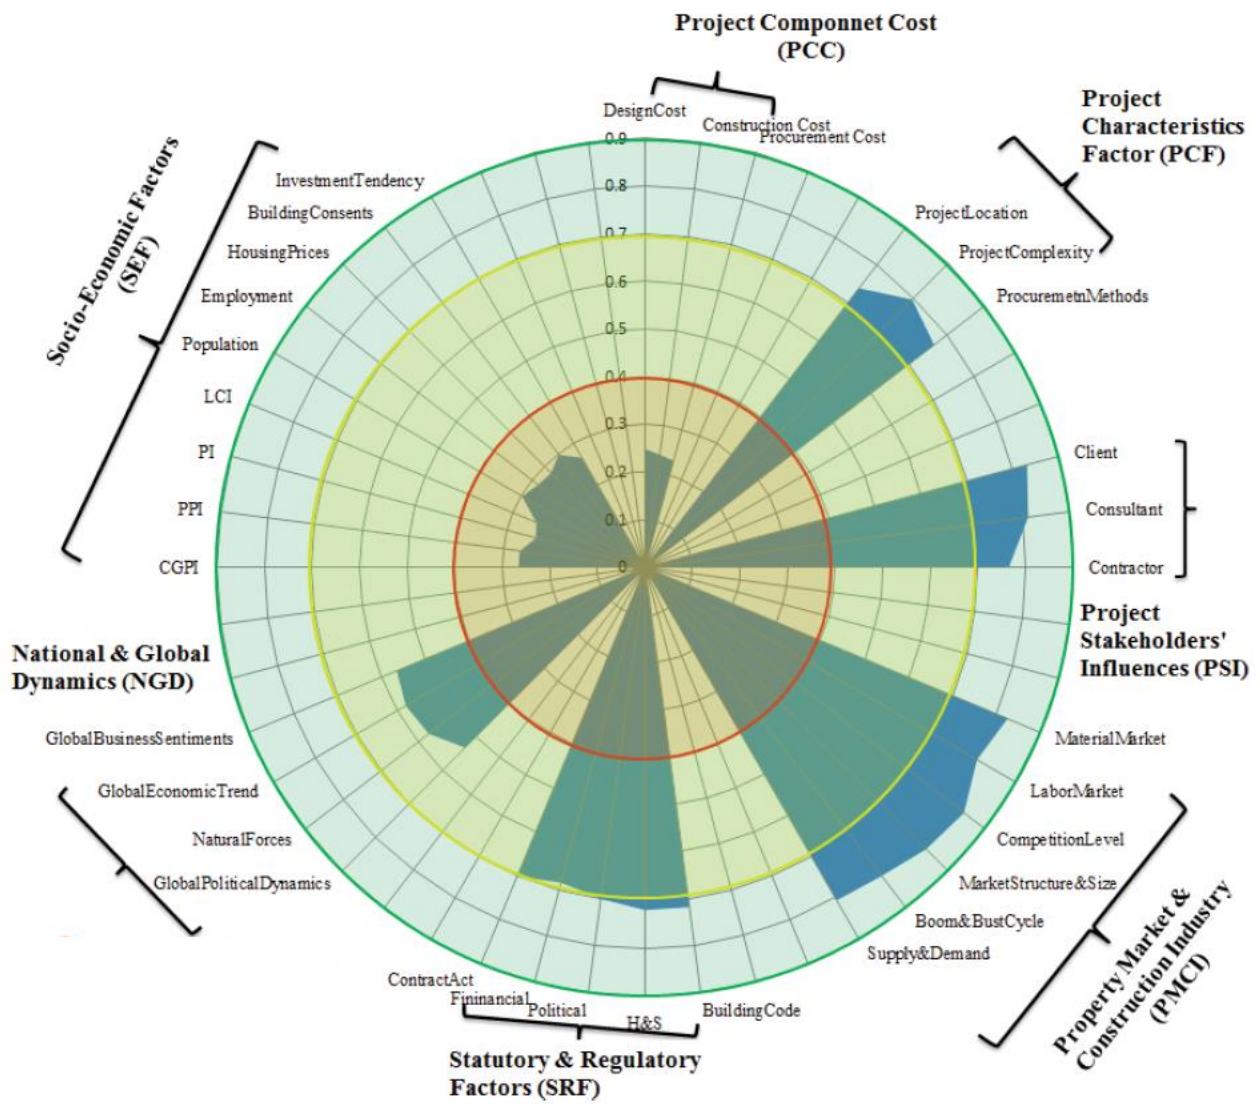 Project Componnet Cost
(PCC)
DesignCost
Construction Cost
Procurement Cost
Project
Characteristics
Factor (PCF)
ProjectLocation
ProjectComplexity
ProcuremetnMethods
Client
Consultant
Contractor
Project
Stakeholders'
Influences (PSI)
MaterialMarket
LaborMarket
CompetitionLevel
MarketStructure&Size
Boom&BustCycle
Supply&Demand
Property Market &
Construction Industry
(PMCI)
BuildingCode
H&S
Political
Fininancial
ContractAct
Statutory & Regulatory
Factors (SRF)
GlobalPoliticalDynamics
NaturalForces
GlobalEconomicTrend
GlobalBusinessSentiments
National & Global
Dynamics (NGD)
CGPI
PPI
PI
LCI
Population
Employment
HousingPrices
BuildingConsents
InvestmentTendency
Socio-Economic Factors
(SEF)
0.9
0.8
0.7
0.6
0.5
0.4
0.3
0.2
0.1
0